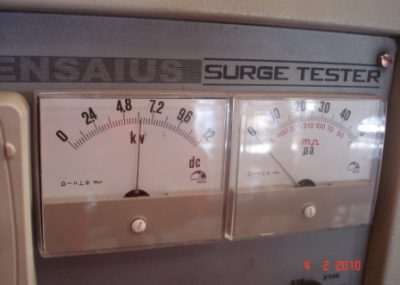 ENSAIUS SURGE TESTER
0 2.4 4.8 7.2 9.6 12
kv
dc
0 10 20 30 40
µa
4 2 2010